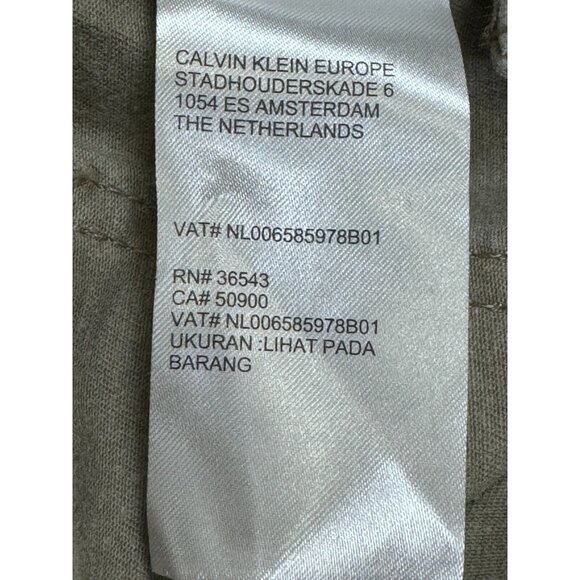 CALVIN KLEIN EUROPE
STADHOUDERSKADE 6
1054 ES AMSTERDAM
THE NETHERLANDS
VAT# NL006585978B01
RN# 36543
CA# 50900
VAT# NL006585978B01
UKURAN :LIHAT PADA
BARANG